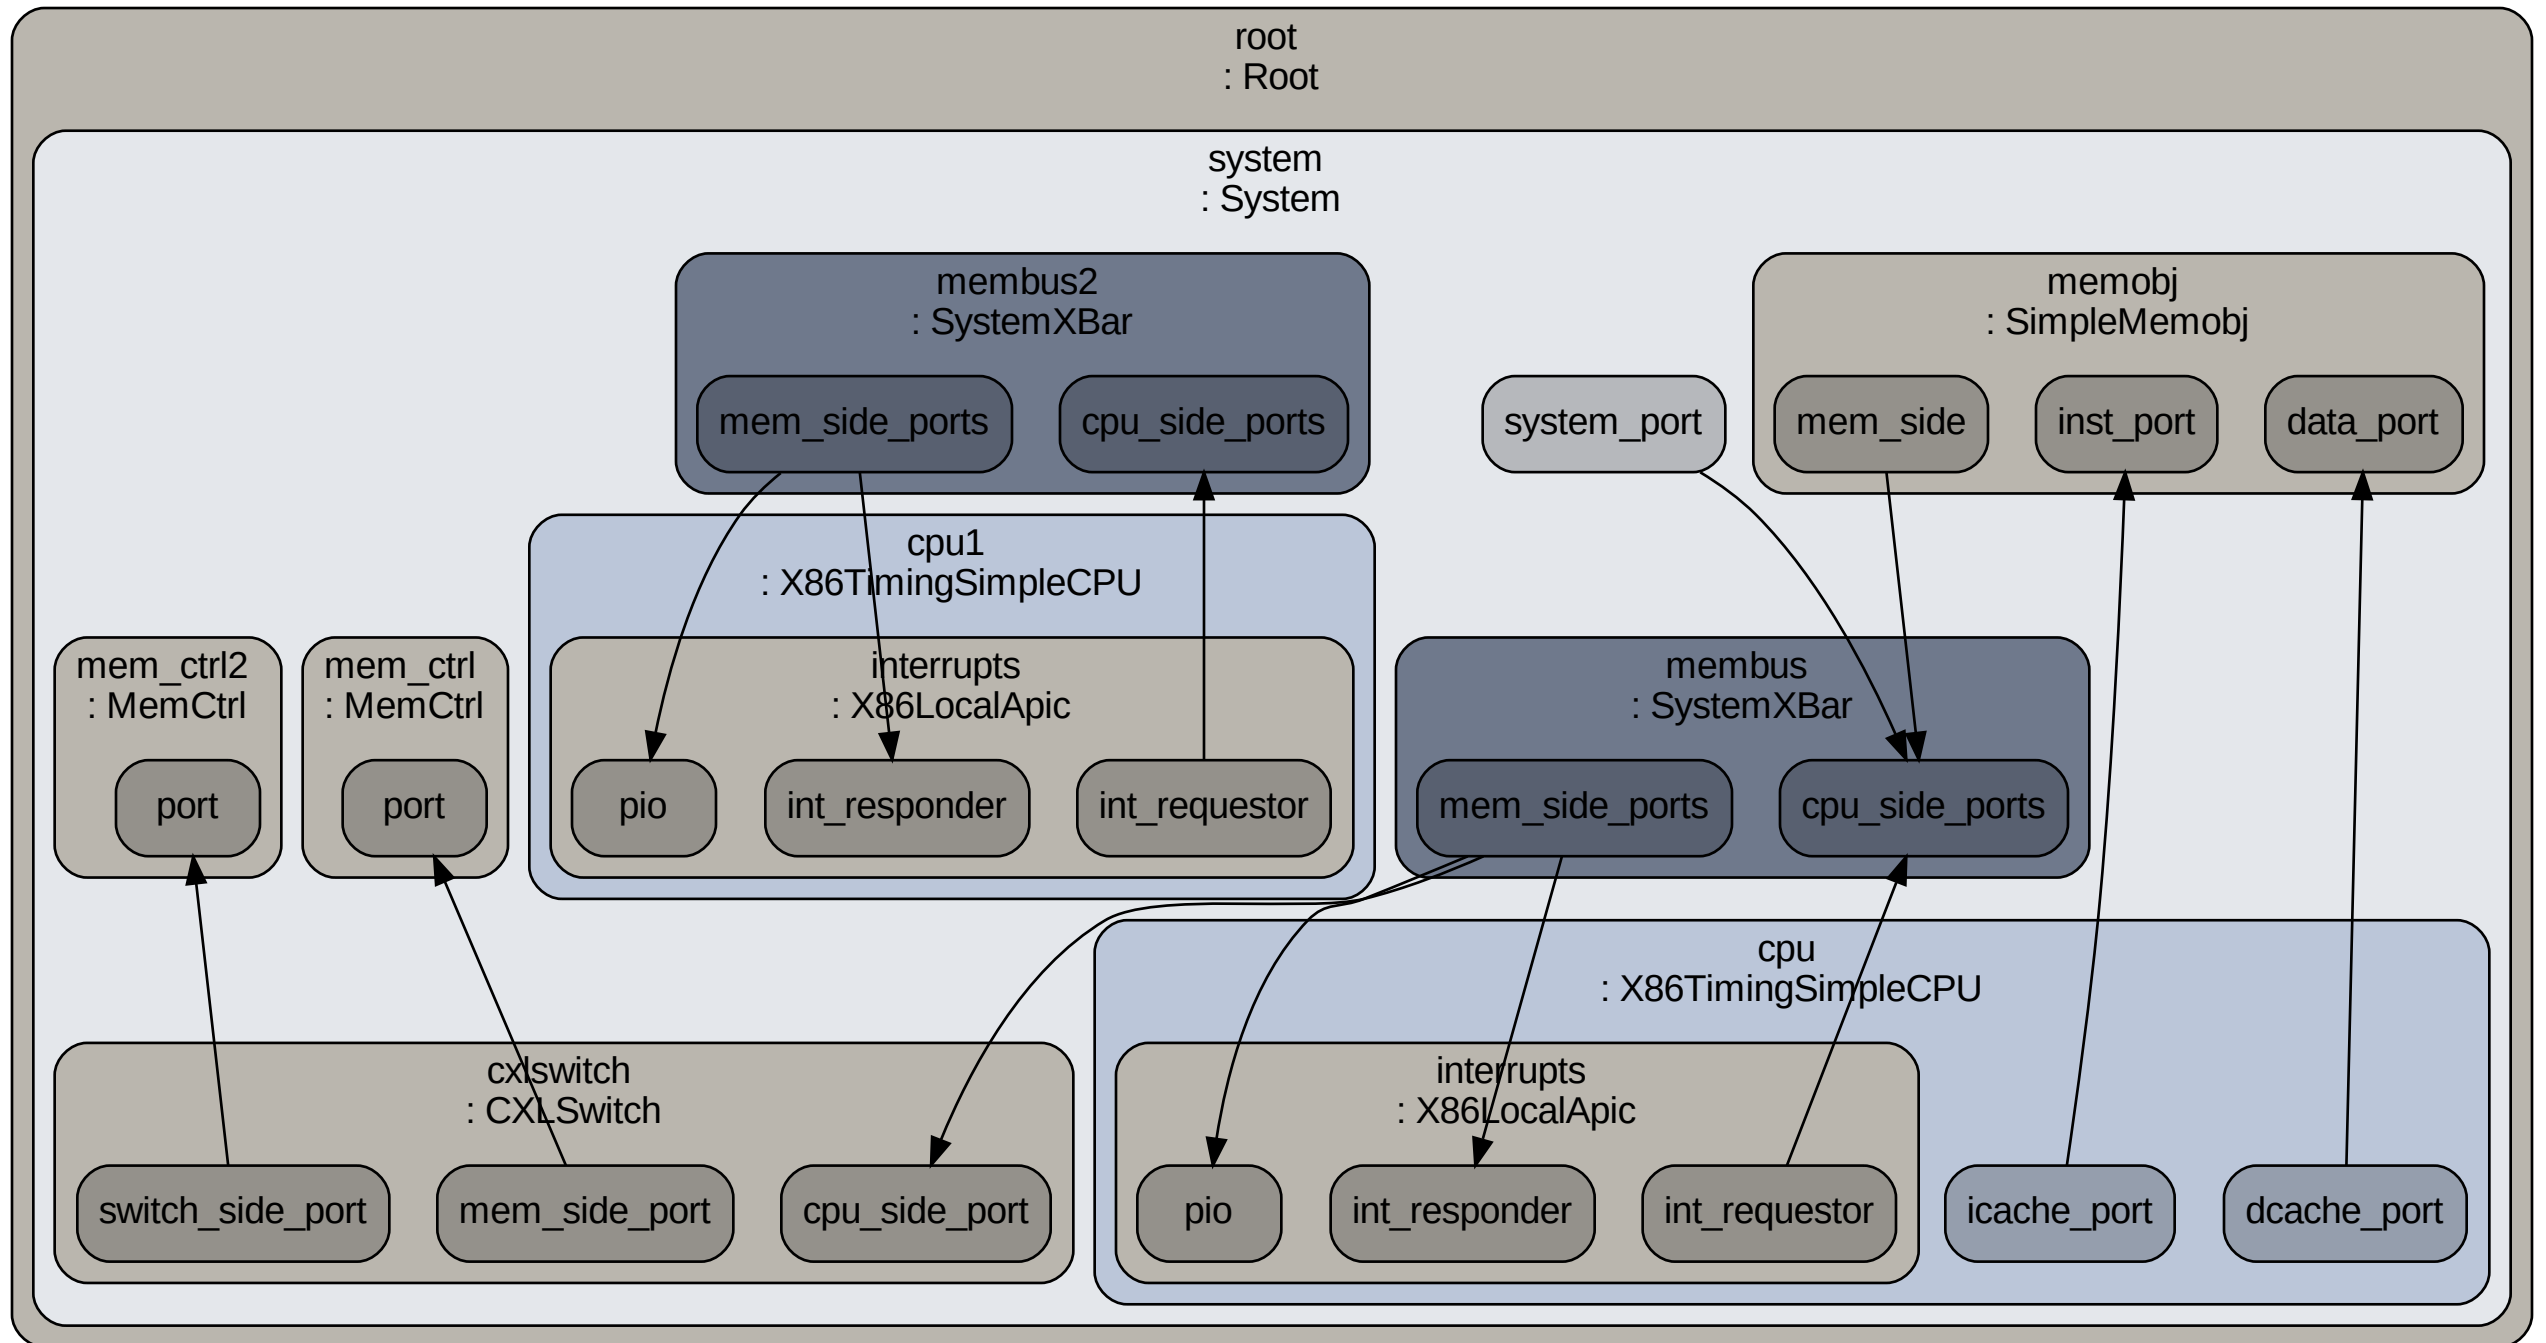 root
: Root
system
: System
membus2
: SystemXBar
mem_side_ports
cpu_side_ports
system_port
memobj
: SimpleMemobj
mem_side
inst_port
data_port
cpu1
: X86TimingSimpleCPU
interrupts
: X86LocalApic
pio
int_responder
int_requestor
mem_ctrl2
: MemCtrl
port
mem_ctrl
: MemCtrl
port
membus
: SystemXBar
mem_side_ports
cpu_side_ports
cxlswitch
: CXLSwitch
switch_side_port
mem_side_port
cpu_side_port
cpu
: X86TimingSimpleCPU
interrupts
: X86LocalApic
pio
int_responder
int_requestor
icache_port
dcache_port